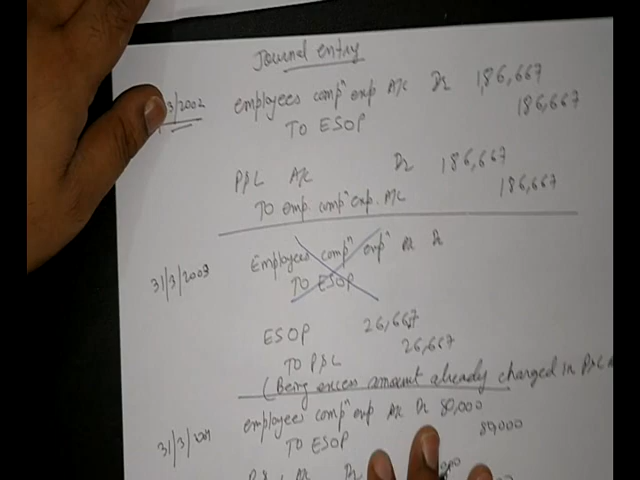 Journal entry
3/2002 employees compⁿ exp A/c Dr 186,667
TO ESOP 186,667
P&L A/c Dr 186,667
TO emp. compⁿ exp. A/c 186,667
31/3/2003 Employees compⁿ expⁿ Dr
TO ESOP
ESOP 26,667
TO P&L 26,667
(Being excess amount already charged in P&L
31/3/ employees compⁿ exp A/c Dr 80,000
TO ESOP 80,000